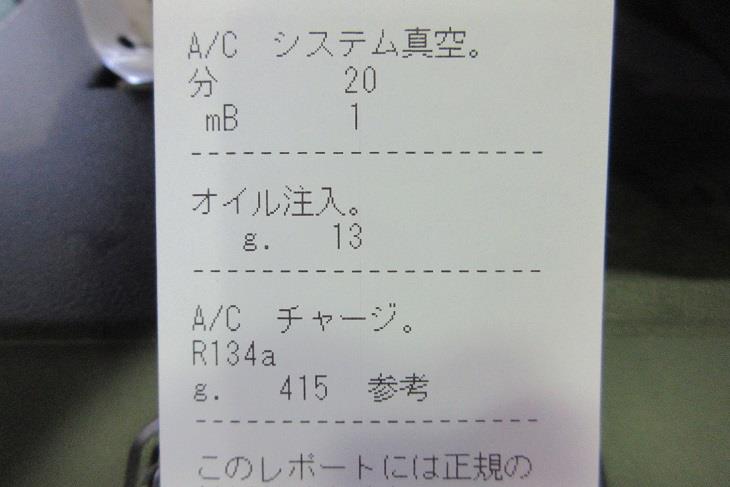 A/C システム真空。
分 20
mB 1
--------------------
オイル注入。
g. 13
--------------------
A/C チャージ。
R134a
g. 415 参考
--------------------
このレポートには正規の